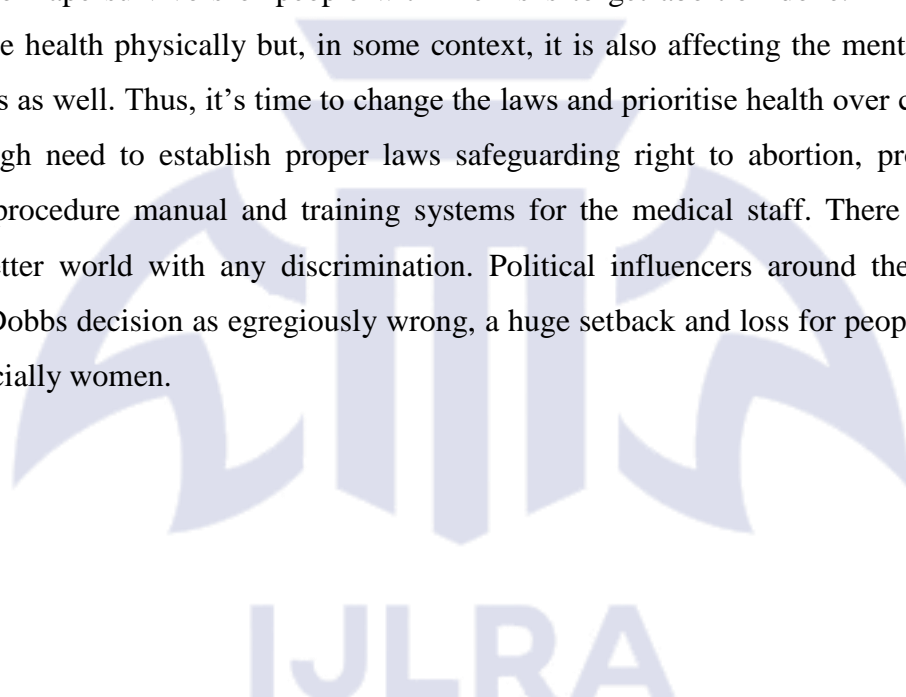 e health physically but, in some context, it is also affecting the ment
s as well. Thus, it's time to change the laws and prioritise health over c
gh need to establish proper laws safeguarding right to abortion, pr
procedure manual and training systems for the medical staff. There
etter world with any discrimination. Political influencers around the
Dobbs decision as egregiously wrong, a huge setback and loss for peop
cially women.
IJLRA